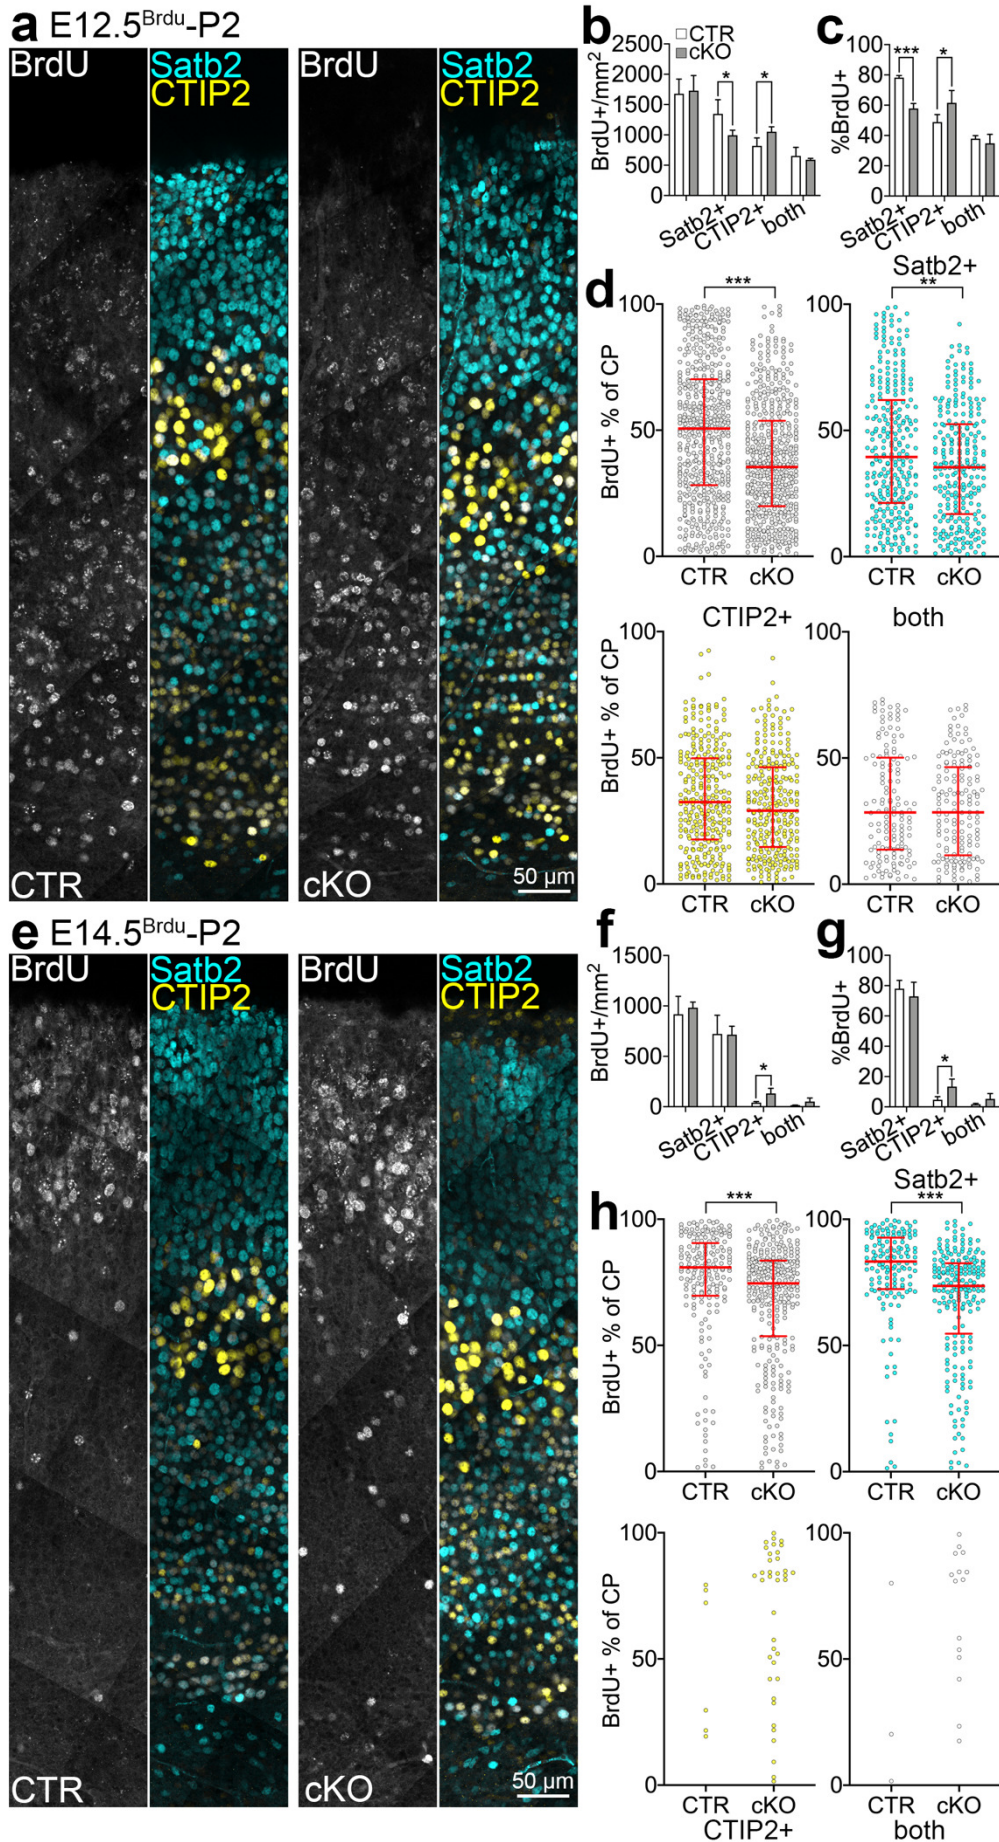 a E12.5Brdu-P2
BrdU
Satb2
CTIP2
BrdU
Satb2
CTIP2
CTR
cKO
50 µm
b
CTR
cKO
BrdU+/mm2
2500
2000
1500
1000
500
0
*
*
Satb2+
CTIP2+
both
c
%BrdU+
100
80
60
40
20
0
***
*
Satb2+
CTIP2+
both
d
BrdU+ % of CP
100
50
0
***
CTR cKO
Satb2+
**
100
50
0
CTR cKO
CTIP2+
BrdU+ % of CP
100
50
0
CTR cKO
both
100
50
0
CTR cKO
e E14.5Brdu-P2
BrdU
Satb2
CTIP2
BrdU
Satb2
CTIP2
CTR
cKO
50 µm
f
BrdU+/mm2
1500
1000
500
0
*
Satb2+
CTIP2+
both
g
%BrdU+
100
80
60
40
20
0
*
Satb2+
CTIP2+
both
h
BrdU+ % of CP
100
50
0
***
CTR cKO
Satb2+
***
100
50
0
CTR cKO
BrdU+ % of CP
100
50
0
CTR cKO
CTIP2+
100
50
0
CTR cKO
both